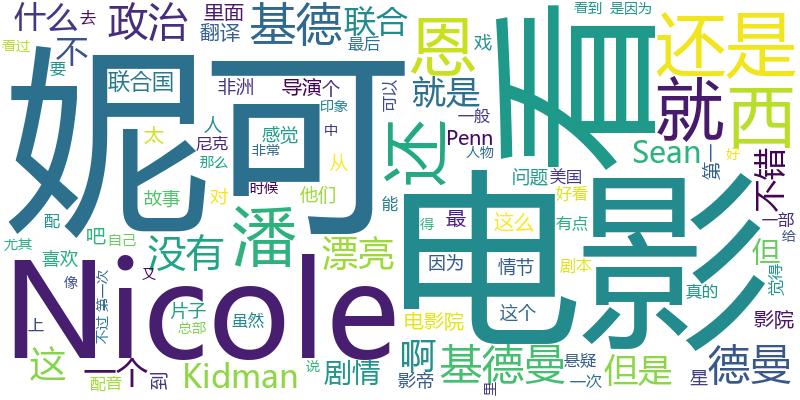 什么
去
政治
里面
基德
联合
看到
是因为
看过
不
翻译
最后
恩
戏
看
还是
要
联合国
非洲
导演
个
可以
就是
就
西
妮可
太
人
尼克
感觉
印象
中
还
一般
Penn
人物
Sean
第一
不错
好
那么
非常
从
时候
问题
美国
故事
对
他们
能
好看
一部
配
吧
自己
没有
潘
漂亮
得
最
这么
有点
给
但
尤其
喜欢
又
因为
情节
剧本
觉得
像
不过
第一次
Nicole
电影
真的
上
片子
总部
虽然
电影院
这个
影院
这
一个
到
Kidman
说
剧情
啊
影帝
基德曼
悬疑
里
一次
但是
星
德曼
配音